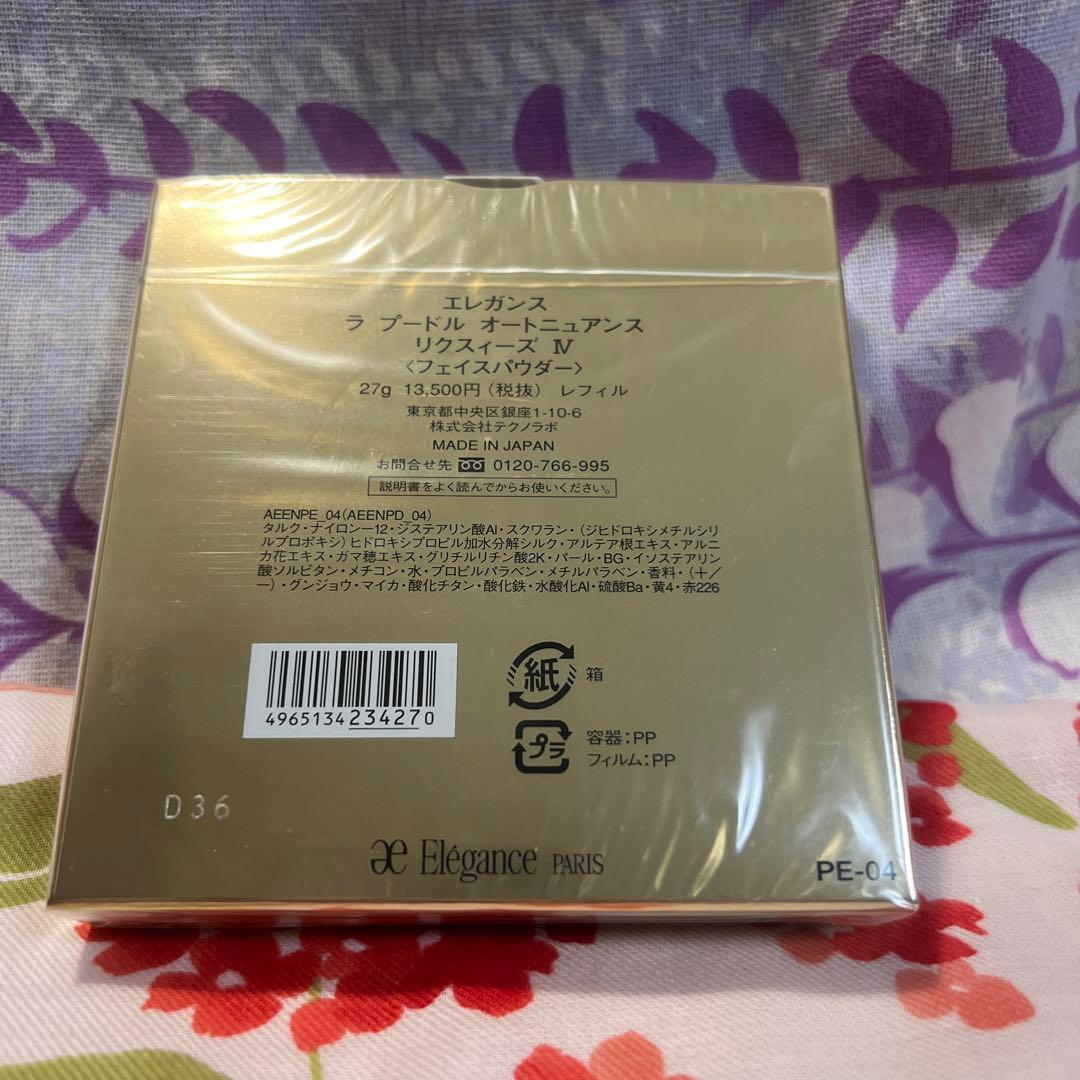 エレガンス
ラ プードル オートニュアンス
リクスィーズ Ⅳ
〈フェイスパウダー〉
27g 13,500円(税抜) レフィル
東京都中央区銀座1-10-6
株式会社テクノラボ
MADE IN JAPAN
お問合せ先 0120-766-995
説明書をよく読んでからお使いください。
AEENPE_04(AEENPD_04)
タルク・ナイロン-12・ジステアリン酸Al・スクワラン・(ジヒドロキシメチルシリ
ルプロポキシ)ヒドロキシプロピル加水分解シルク・アルテア根エキス・アルニ
カ花エキス・ガマ穂エキス・グリチルリチン酸2K・パール・BG・イソステアリン
酸ソルビタン・メチコン・水・プロピルパラベン・メチルパラベン・香料・(+/
-)・グンジョウ・マイカ・酸化チタン・酸化鉄・水酸化Al・硫酸Ba・黄4・赤226
4965134234270
紙 箱
プラ 容器:PP
フィルム:PP
D36
æ Elégance PARIS
PE-04